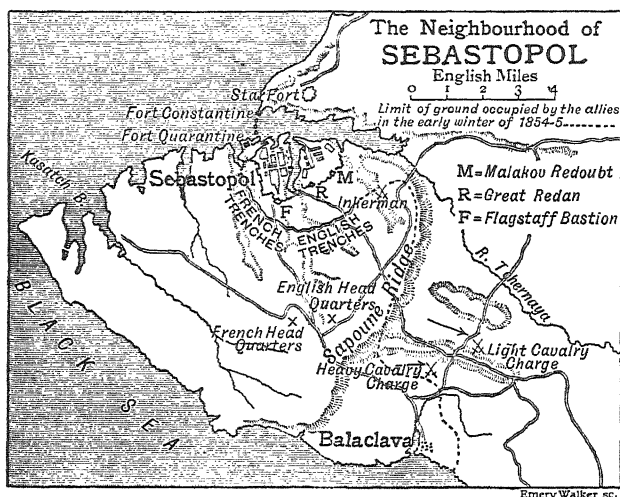 The Neighbourhood of
SEBASTOPOL
English Miles
0 1 2 3 4
Limit of ground occupied by the allies
in the early winter of 1854-5
M=Malakov Redoubt
R=Great Redan
F=Flagstaff Bastion
Star Fort
Fort Constantine
Fort Quarantine
Kasatch B.
Sebastopol
M
R
F
Inkerman
FRENCH
TRENCHES
ENGLISH
TRENCHES
R. Tchernaya
Sapoune Ridge
English Head
Quarters
French Head
Quarters
Light Cavalry
Charge
Heavy Cavalry
Charge
BLACK SEA
Balaclava
Emery Walker sc.